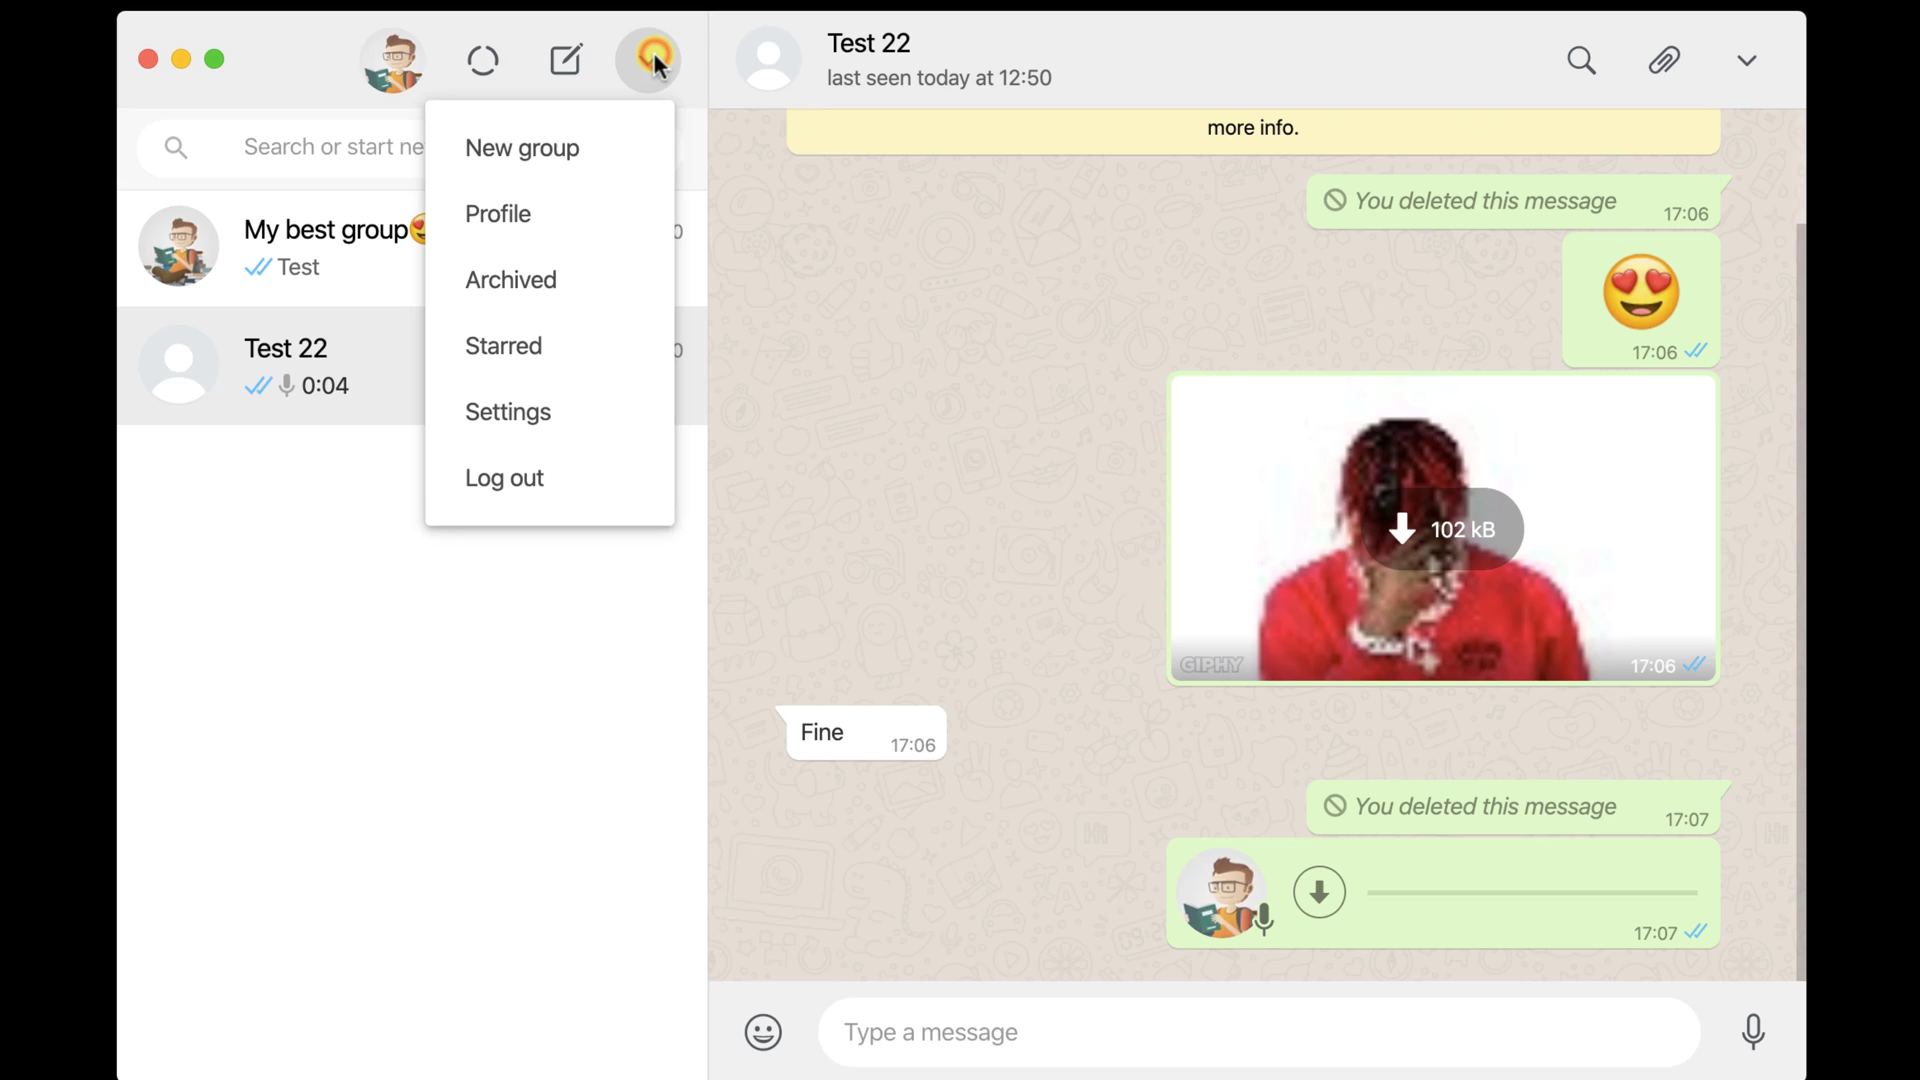 Search or start ne
My best group😍
Test
Test 22
0:04
New group
Profile
Archived
Starred
Settings
Log out
Test 22
last seen today at 12:50
more info.
You deleted this message
17:06
17:06
102 kB
GIPHY
17:06
Fine
17:06
You deleted this message
17:07
17:07
Type a message